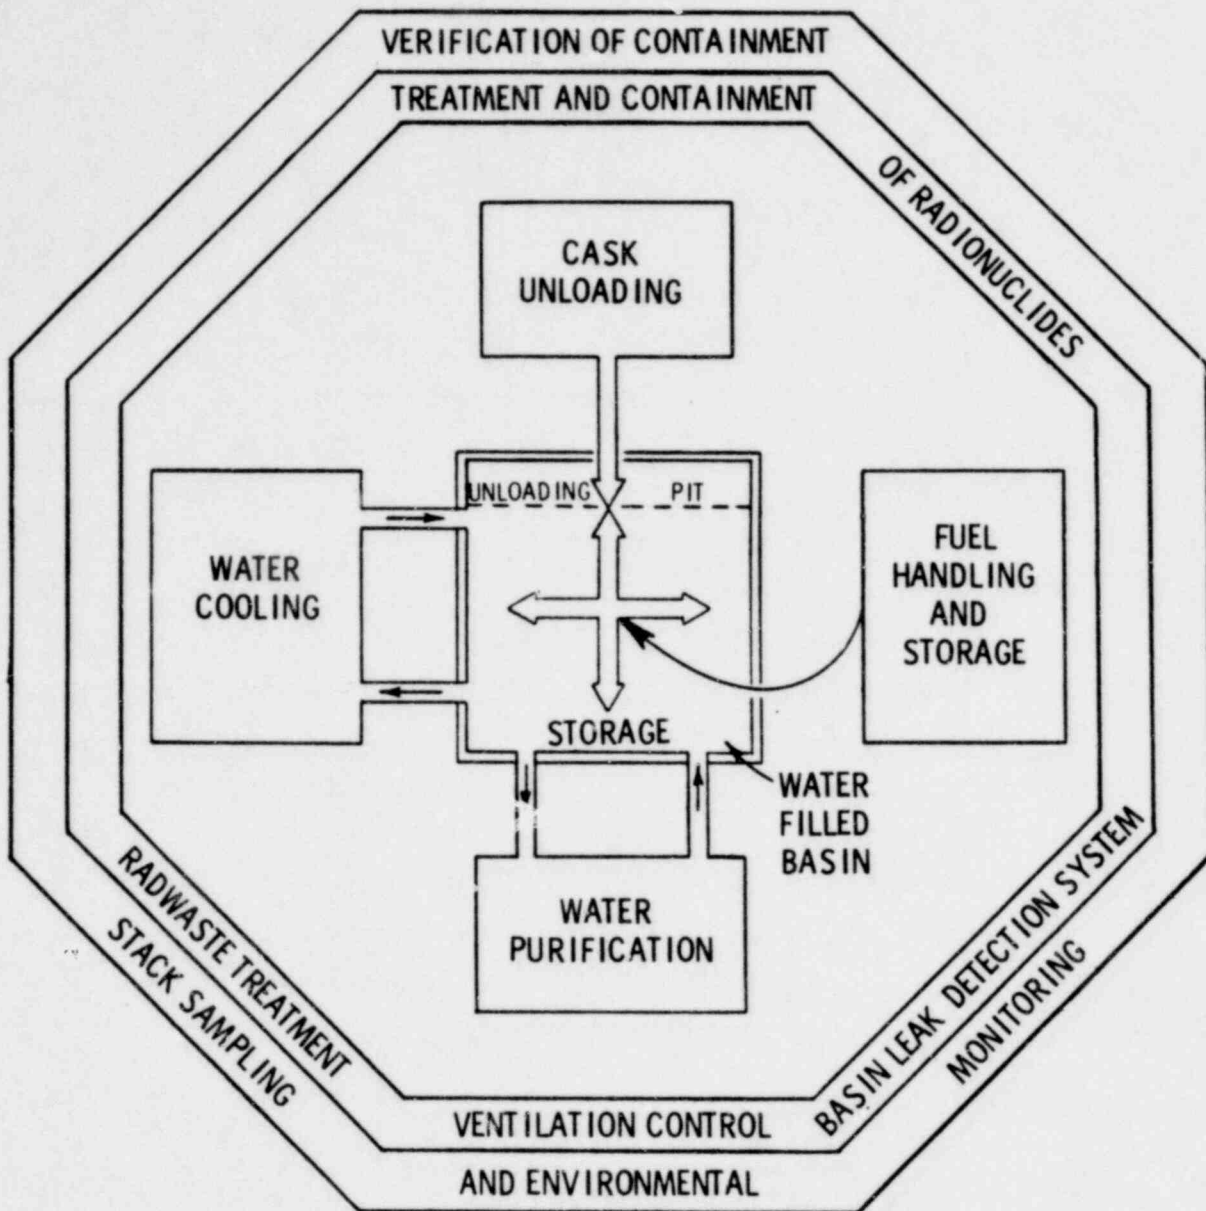 VERIFICATION OF CONTAINMENT
TREATMENT AND CONTAINMENT
OF RADIONUCLIDES
CASK
UNLOADING
UNLOADING PIT
WATER
COOLING
FUEL
HANDLING
AND
STORAGE
STORAGE
WATER
FILLED
BASIN
WATER
PURIFICATION
RADWASTE TREATMENT
STACK SAMPLING
VENTILATION CONTROL
AND ENVIRONMENTAL
BASIN LEAK DETECTION SYSTEM
MONITORING